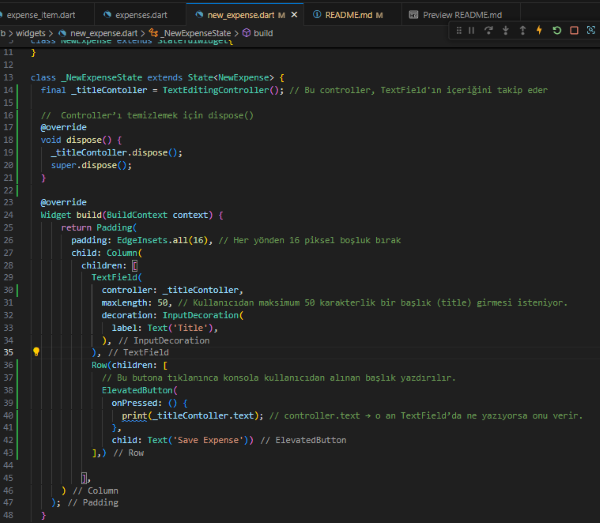 expense_item.dart
expenses.dart
new_expense.dart M
README.md M
Preview README.md
b > widgets > new_expense.dart > _NewExpenseState > build
class NewExpense extends StatefulWidget{
11 }
12
13 class _NewExpenseState extends State<NewExpense> {
14 final _titleContoller = TextEditingController(); // Bu controller, TextField'ın içeriğini takip eder
15
16 // Controller’ı temizlemek için dispose()
17 @override
18 void dispose() {
19 _titleContoller.dispose();
20 super.dispose();
21 }
22
23 @override
24 Widget build(BuildContext context) {
25 return Padding(
26 padding: EdgeInsets.all(16), // Her yönden 16 piksel boşluk bırak
27 child: Column(
28 children: [
29 TextField(
30 controller: _titleContoller,
31 maxLength: 50, // Kullanıcıdan maksimum 50 karakterlik bir başlık (title) girmesi isteniyor.
32 decoration: InputDecoration(
33 label: Text('Title'),
34 ), // InputDecoration
35 ), // TextField
36 Row(children: [
37 // Bu butona tıklanınca konsola kullanıcıdan alınan başlık yazdırılır.
38 ElevatedButton(
39 onPressed: () {
40 print(_titleContoller.text); // controller.text → o an TextField’da ne yazıyorsa onu verir.
41 },
42 child: Text('Save Expense')) // ElevatedButton
43 ],) // Row
44
45 ],
46 ) // Column
47 ); // Padding
48 }